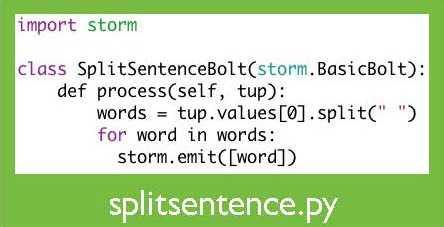 import storm
class SplitSentenceBolt(storm.BasicBolt):
    def process(self, tup):
        words = tup.values[0].split(" ")
        for word in words:
          storm.emit([word])
splitsentence.py